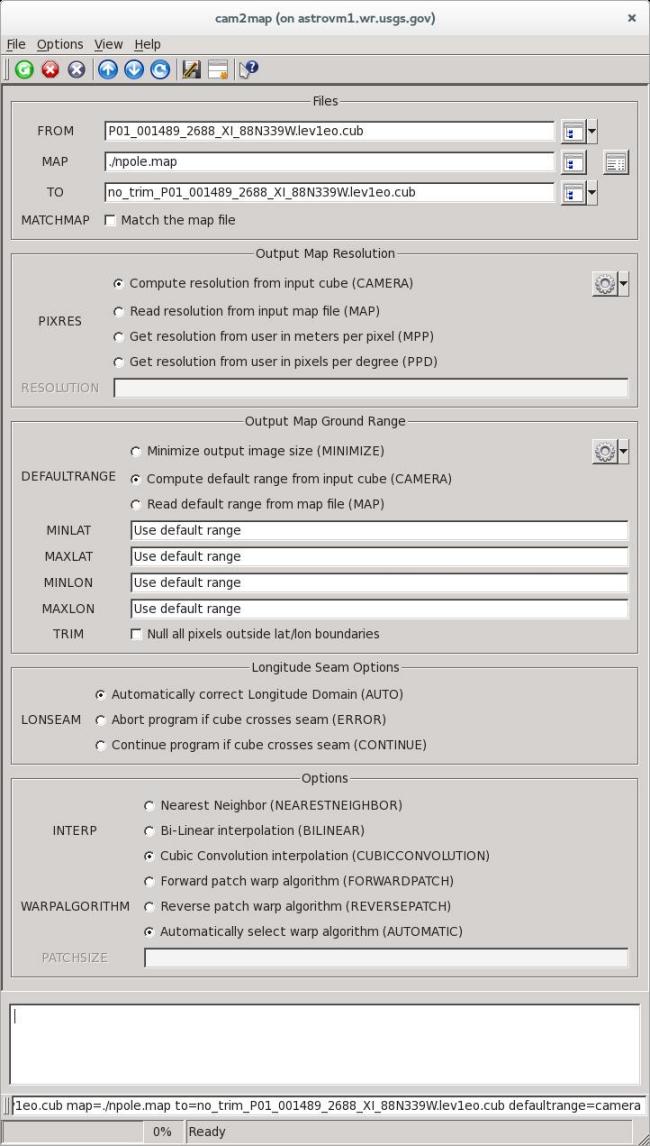 cam2map (on astrovm1.wr.usgs.gov)
File Options View Help
Files
FROM P01_001489_2688_XI_88N339W.lev1eo.cub
MAP ./npole.map
TO no_trim_P01_001489_2688_XI_88N339W.lev1eo.cub
MATCHMAP Match the map file
Output Map Resolution
Compute resolution from input cube (CAMERA)
Read resolution from input map file (MAP)
PIXRES
Get resolution from user in meters per pixel (MPP)
Get resolution from user in pixels per degree (PPD)
RESOLUTION
Output Map Ground Range
Minimize output image size (MINIMIZE)
DEFAULTRANGE Compute default range from input cube (CAMERA)
Read default range from map file (MAP)
MINLAT Use default range
MAXLAT Use default range
MINLON Use default range
MAXLON Use default range
TRIM Null all pixels outside lat/lon boundaries
Longitude Seam Options
Automatically correct Longitude Domain (AUTO)
LONSEAM Abort program if cube crosses seam (ERROR)
Continue program if cube crosses seam (CONTINUE)
Options
Nearest Neighbor (NEARESTNEIGHBOR)
INTERP Bi-Linear interpolation (BILINEAR)
Cubic Convolution interpolation (CUBICCONVOLUTION)
Forward patch warp algorithm (FORWARDPATCH)
WARPALGORITHM Reverse patch warp algorithm (REVERSEPATCH)
Automatically select warp algorithm (AUTOMATIC)
PATCHSIZE
1eo.cub map=./npole.map to=no_trim_P01_001489_2688_XI_88N339W.lev1eo.cub defaultrange=camera
0% Ready